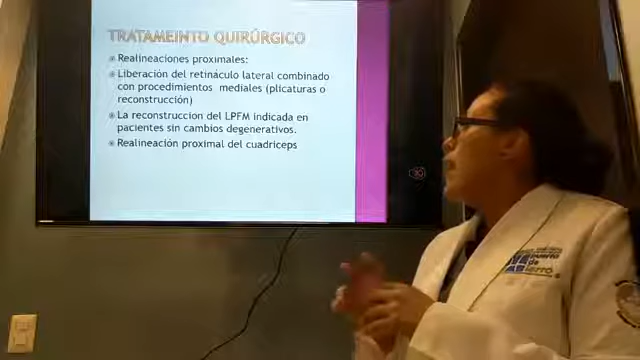 TRATAMEINTO QUIRÚRGICO
Realineaciones proximales:
Liberación del retináculo lateral combinado
con procedimientos mediales (plicaturas o
reconstrucción)
La reconstruccion del LPFM indicada en
pacientes sin cambios degenerativos.
Realineación proximal del cuadriceps